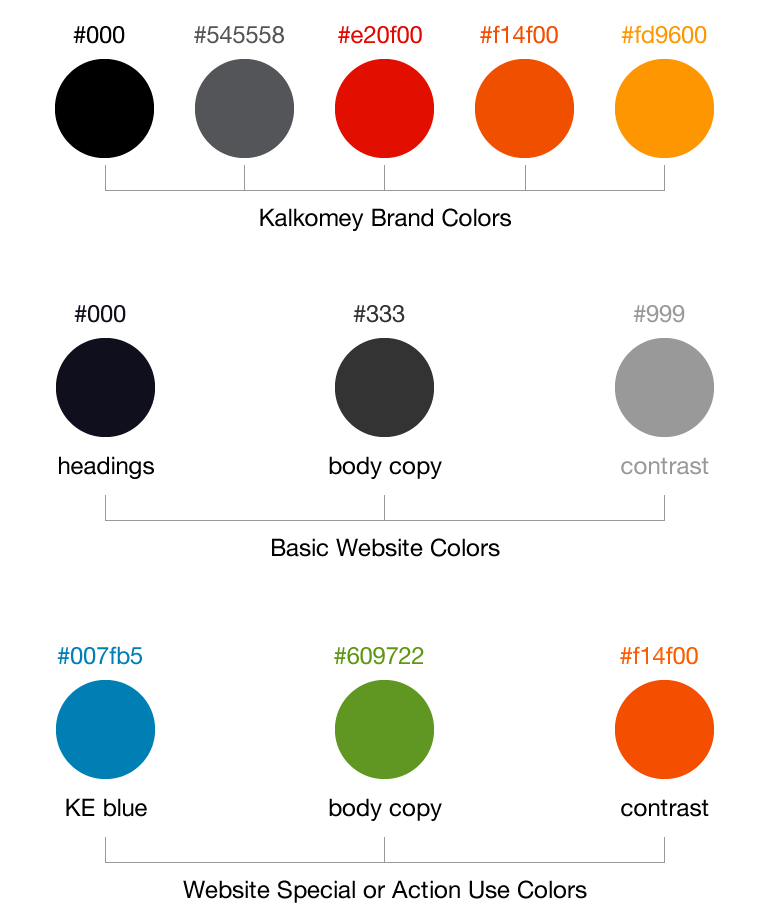 #000 #545558 #e20f00 #f14f00 #fd9600
Kalkomey Brand Colors
#000 #333 #999
headings body copy contrast
Basic Website Colors
#007fb5 #609722 #f14f00
KE blue body copy contrast
Website Special or Action Use Colors